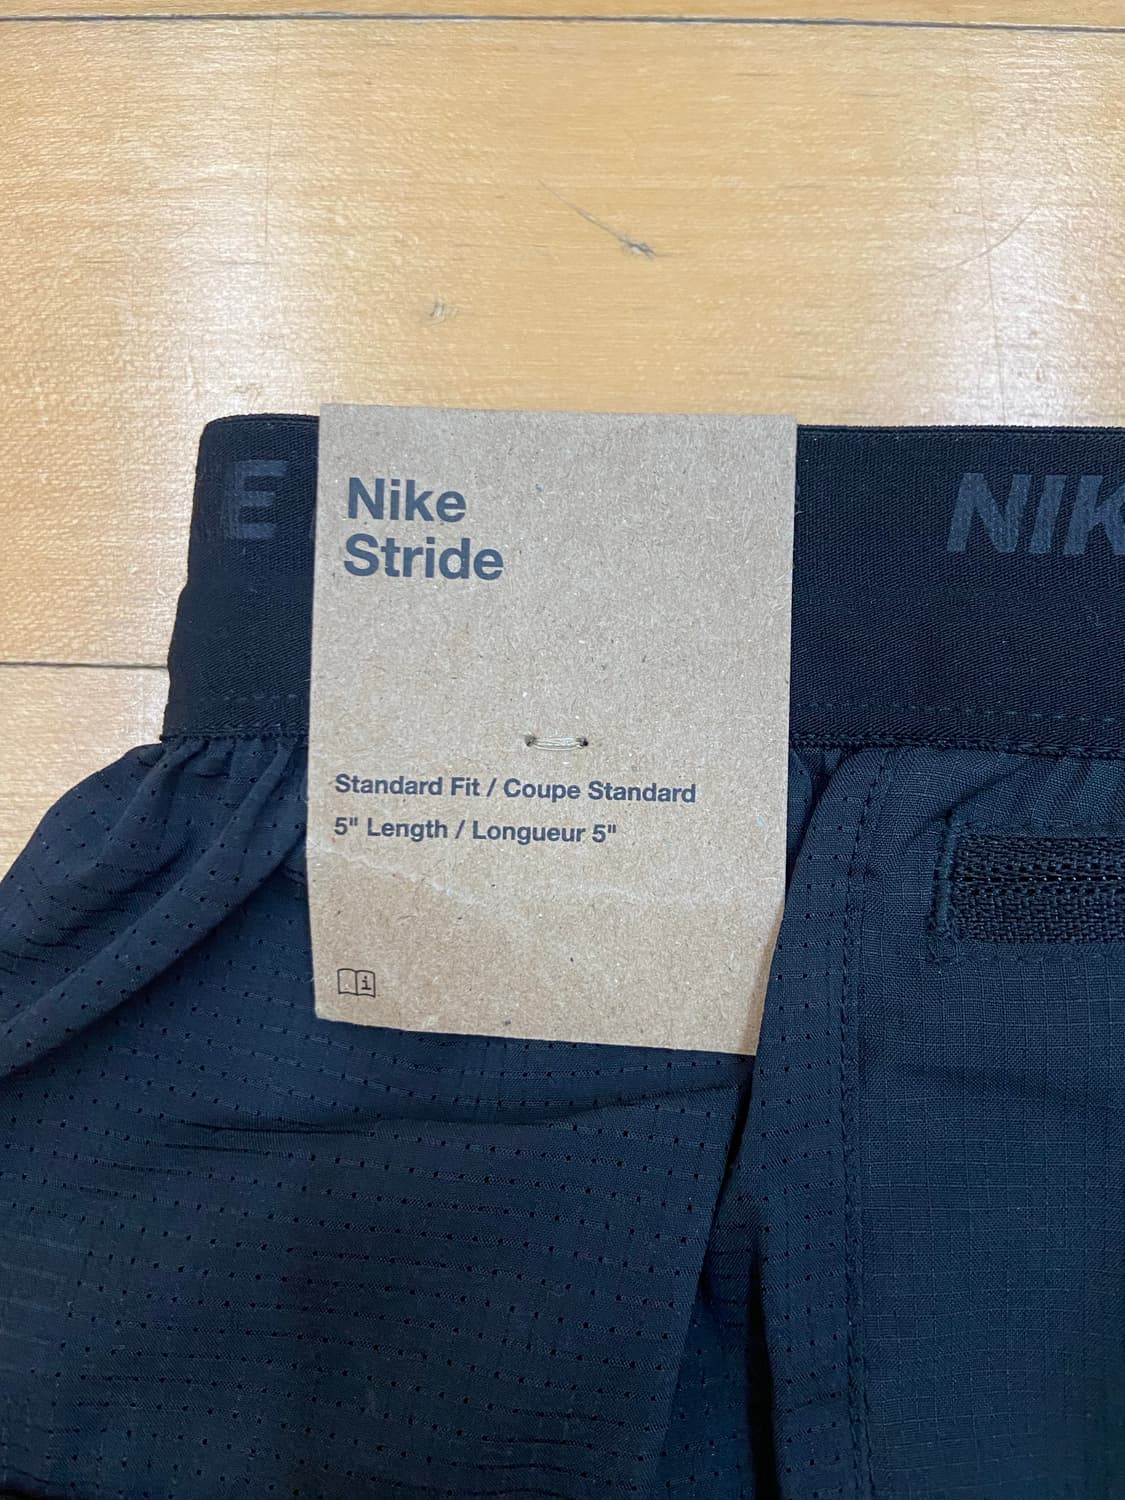 E
NIK
Nike
Stride
Standard Fit / Coupe Standard
5" Length / Longueur 5"
i